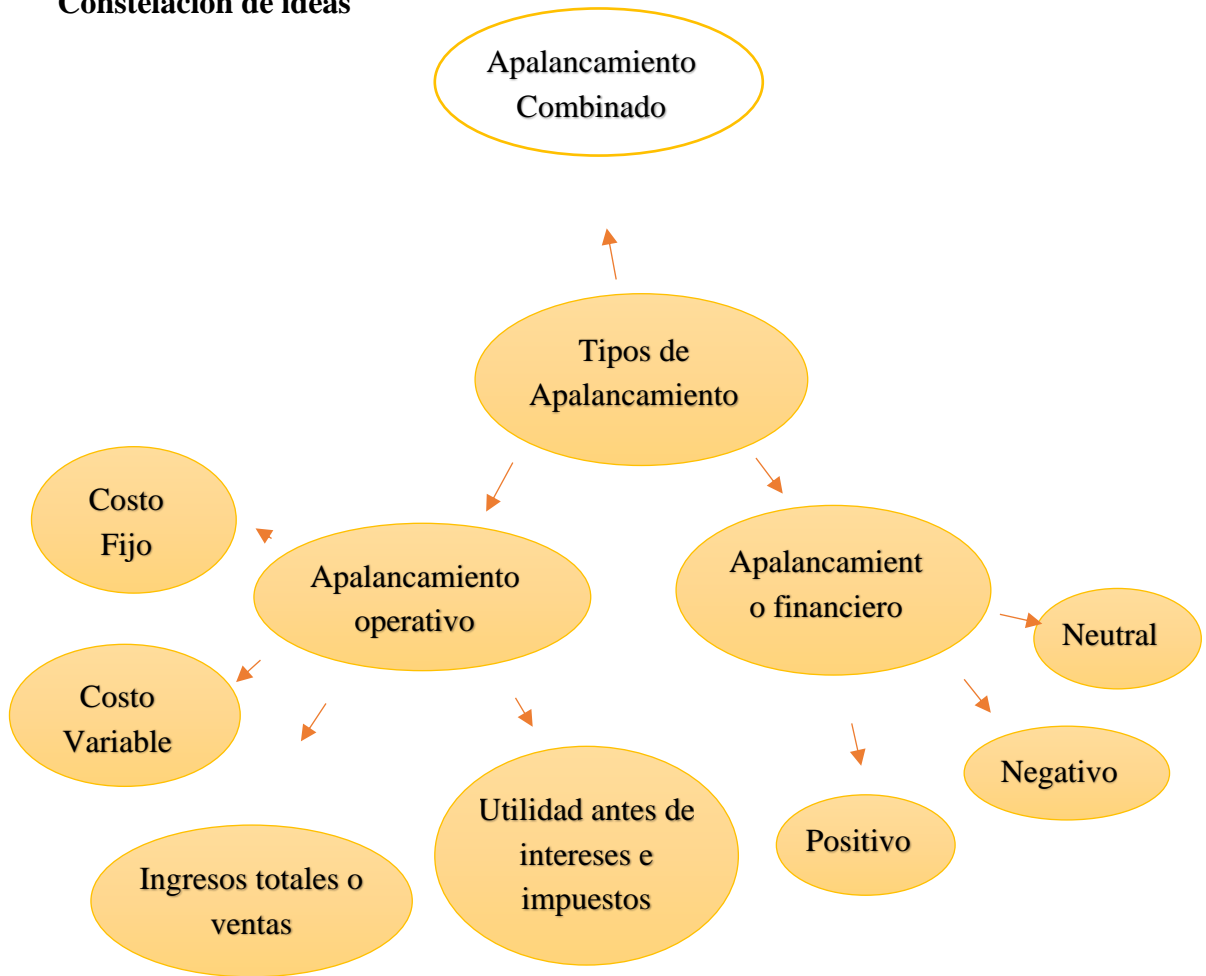 Constelación de ideas
Apalancamiento
Combinado
Tipos de
Apalancamiento
Costo
Fijo
Apalancamiento
operativo
Apalancamient
o financiero
Neutral
Costo
Variable
Negativo
Utilidad antes de
intereses e
impuestos
Positivo
Ingresos totales o
ventas